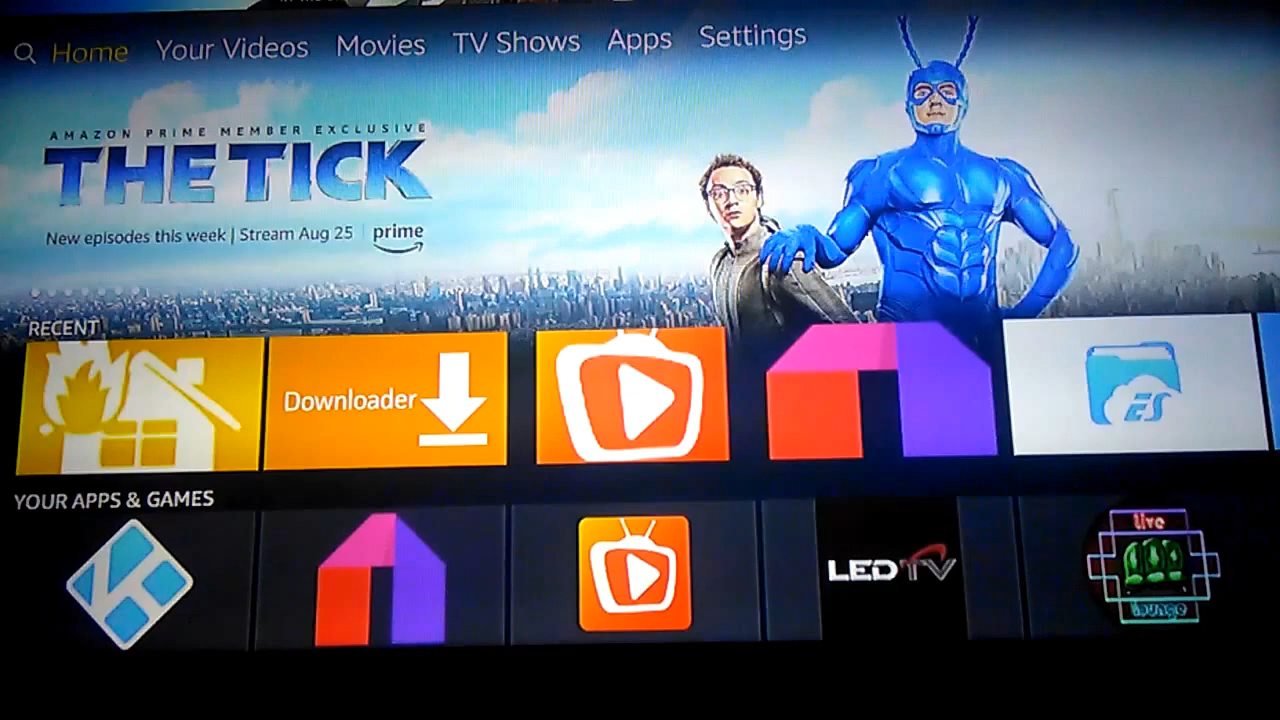 Home Your Videos Movies TV Shows Apps Settings
AMAZON PRIME MEMBER EXCLUSIVE
THE TICK
New episodes this week | Stream Aug 25 prime
RECENT
Downloader
ES
YOUR APPS & GAMES
LEDTV
live
lounge